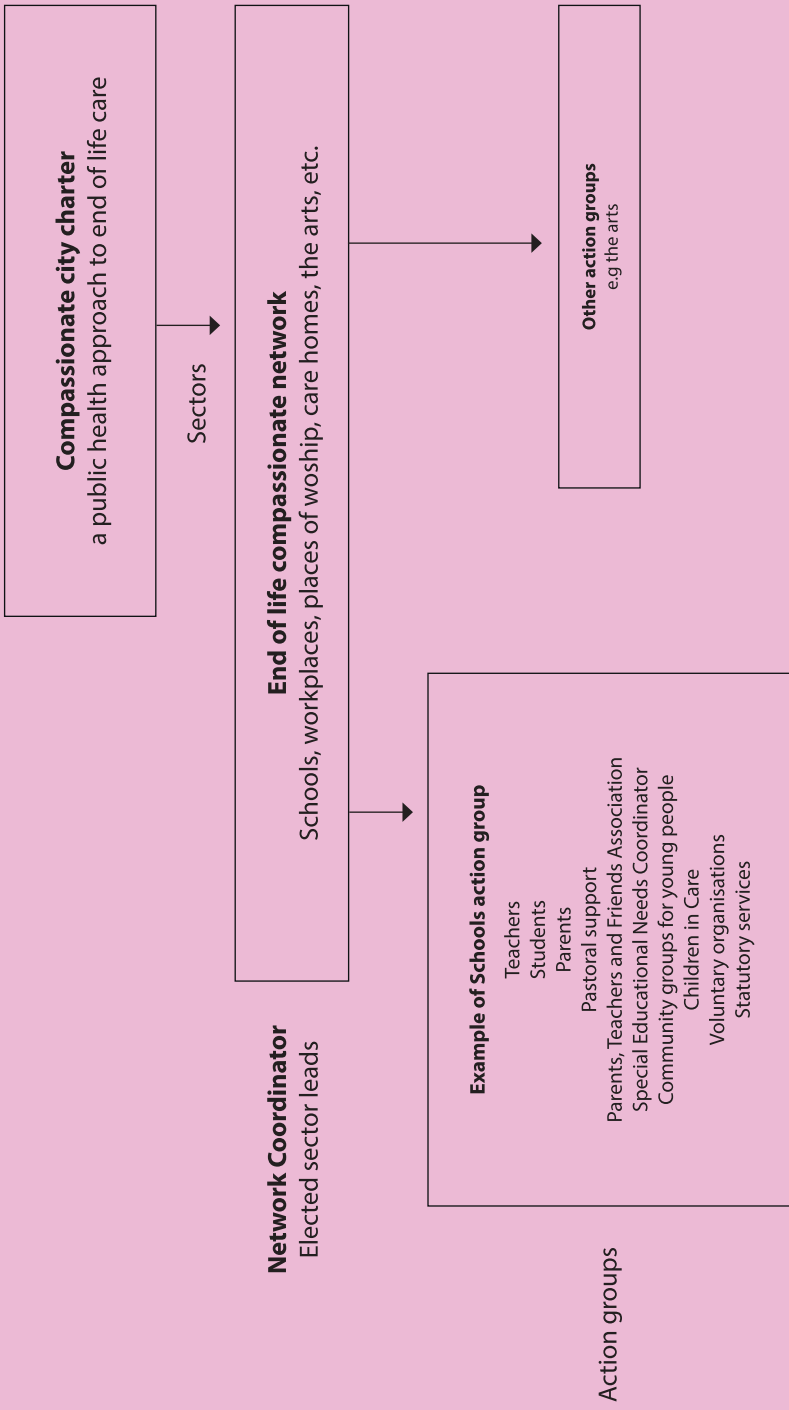 Compassionate city charter
a public health approach to end of life care
Sectors
Network Coordinator
Elected sector leads
End of life compassionate network
Schools, workplaces, places of woship, care homes, the arts, etc.
Action groups
Example of Schools action group
Teachers
Students
Parents
Pastoral support
Parents, Teachers and Friends Association
Special Educational Needs Coordinator
Community groups for young people
Children in Care
Voluntary organisations
Statutory services
Other action groups
e.g the arts